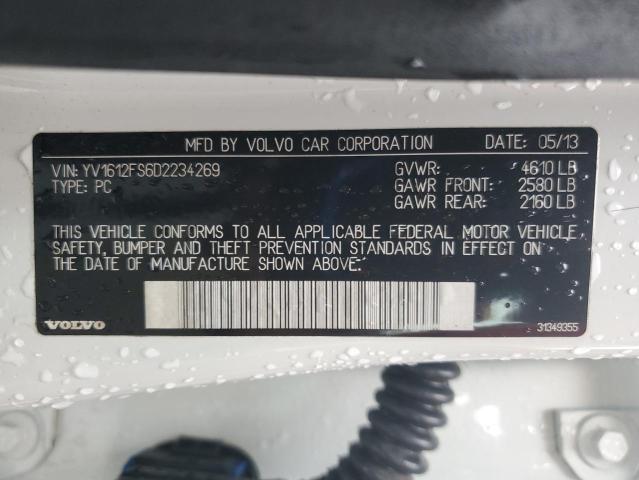 MFD BY VOLVO CAR CORPORATION DATE: 05/13
VIN: YV1612FS6D2234269 GVWR: 4610 LB
TYPE: PC GAWR FRONT: 2580 LB
GAWR REAR: 2160 LB
THIS VEHICLE CONFORMS TO ALL APPLICABLE FEDERAL MOTOR VEHICLE
SAFETY, BUMPER AND THEFT PREVENTION STANDARDS IN EFFECT ON
THE DATE OF MANUFACTURE SHOWN ABOVE.
VOLVO 31349355